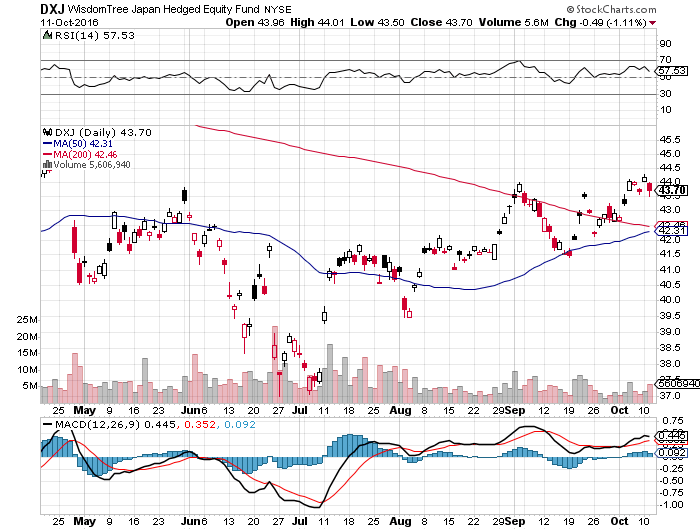 DXJ WisdomTree Japan Hedged Equity Fund NYSE
© StockCharts.com
11-Oct-2016
Open 43.96 High 44.01 Low 43.50 Close 43.70 Volume 5.6M Chg -0.49 (-1.11%)
RSI(14) 57.53
90
70
57.53
30
10
DXJ (Daily) 43.70
MA(50) 42.31
MA(200) 42.46
Volume 5,606,940
45.5
45.0
44.5
44.0
43.70
43.0
42.5
42.31
42.0
41.5
41.0
40.5
40.0
39.5
39.0
38.5
38.0
37.0
25M
20M
15M
10M
5M
5606940
25 May 9 16 23 Jun 6 13 20 27 Jul 11 18 25 Aug 8 15 22 29 Sep 12 19 26 Oct 10
MACD(12,26,9) 0.445, 0.352, 0.092
0.75
0.445
0.092
-0.25
-0.50
-0.75
-1.00
25 May 9 16 23 Jun 6 13 20 27 Jul 11 18 25 Aug 8 15 22 29 Sep 12 19 26 Oct 10